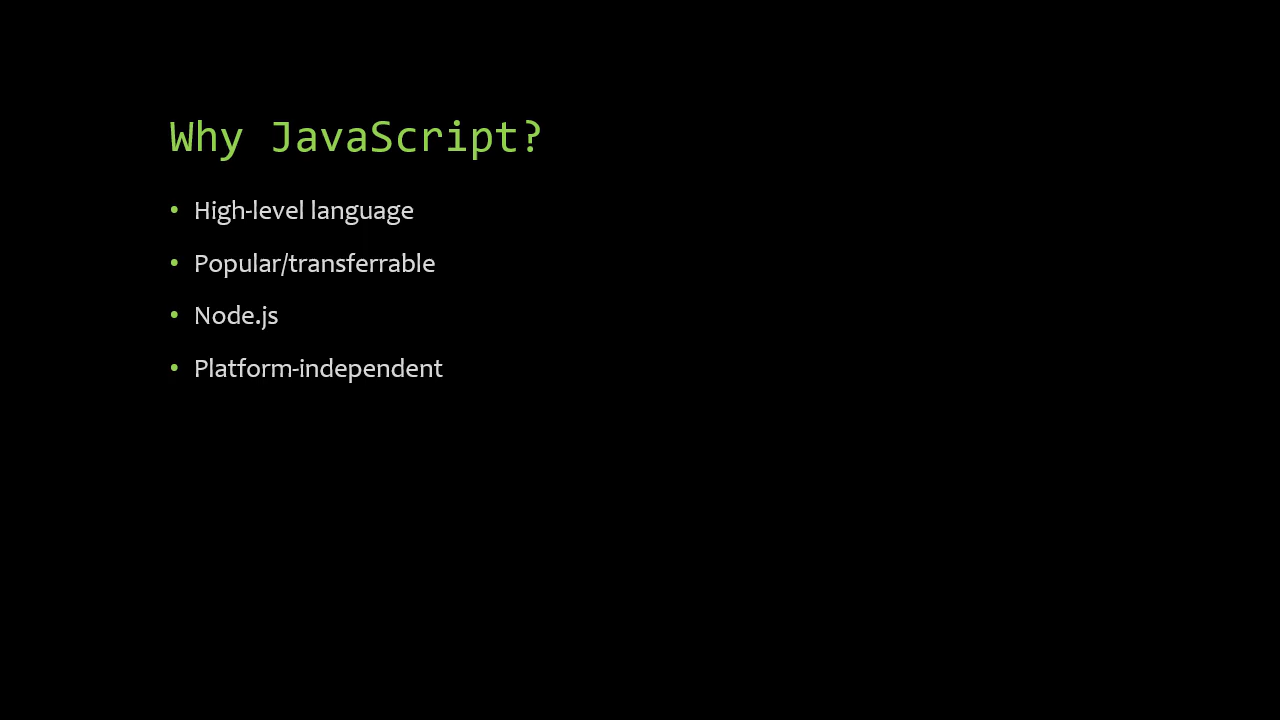 Why JavaScript?
• High-level language
• Popular/transferrable
• Node.js
• Platform-independent